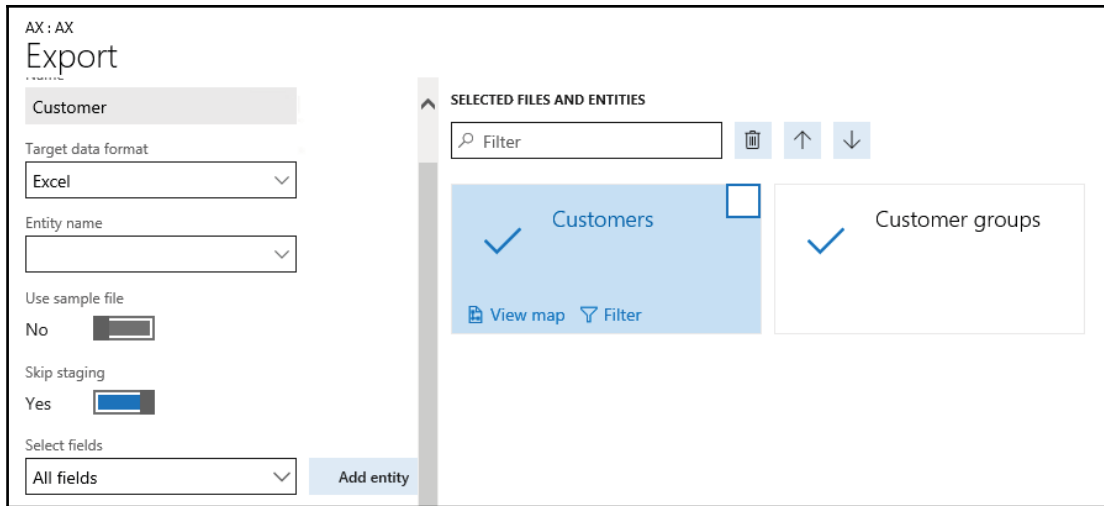 AX : AX
Export
Name
Customer
Target data format
Excel
Entity name
Use sample file
No
Skip staging
Yes
Select fields
All fields
Add entity
SELECTED FILES AND ENTITIES
Filter
Customers
View map Filter
Customer groups